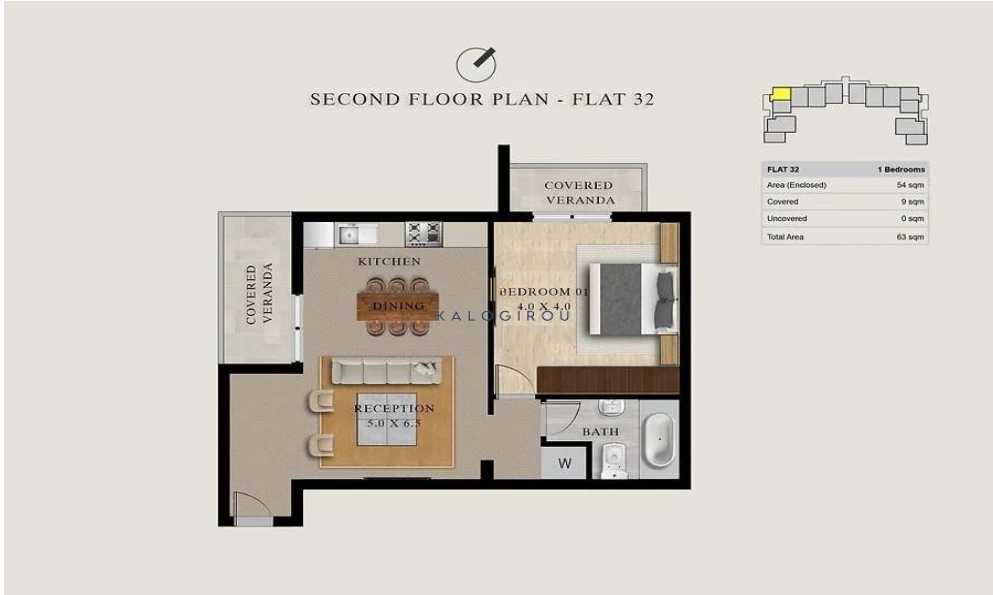 SECOND FLOOR PLAN - FLAT 32
FLAT 32 1 Bedrooms
Area (Enclosed) 54 sqm
Covered 9 sqm
Uncovered 0 sqm
Total Area 63 sqm
COVERED
VERANDA
COVERED
VERANDA
KITCHEN
DINING
BEDROOM 01
4.0 X 4.0
KALOGIROU
RECEPTION
5.0 X 6.5
BATH
W